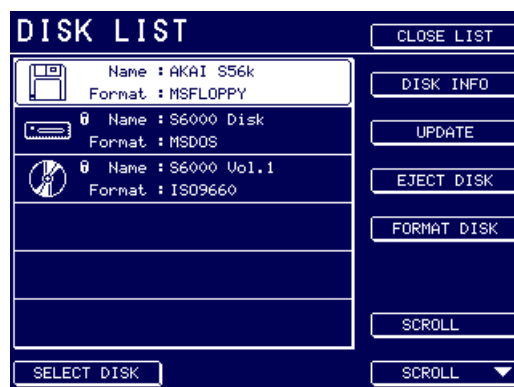 DISK LIST
CLOSE LIST
Name : AKAI S56k
Format : MSFLOPPY
DISK INFO
Name : S6000 Disk
Format : MSDOS
UPDATE
Name : S6000 Vol.1
Format : ISO9660
EJECT DISK
FORMAT DISK
SCROLL
SELECT DISK
SCROLL